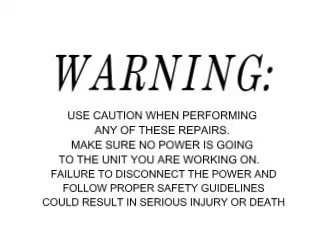 WARNING:
USE CAUTION WHEN PERFORMING
ANY OF THESE REPAIRS.
MAKE SURE NO POWER IS GOING
TO THE UNIT YOU ARE WORKING ON.
FAILURE TO DISCONNECT THE POWER AND
FOLLOW PROPER SAFETY GUIDELINES
COULD RESULT IN SERIOUS INJURY OR DEATH